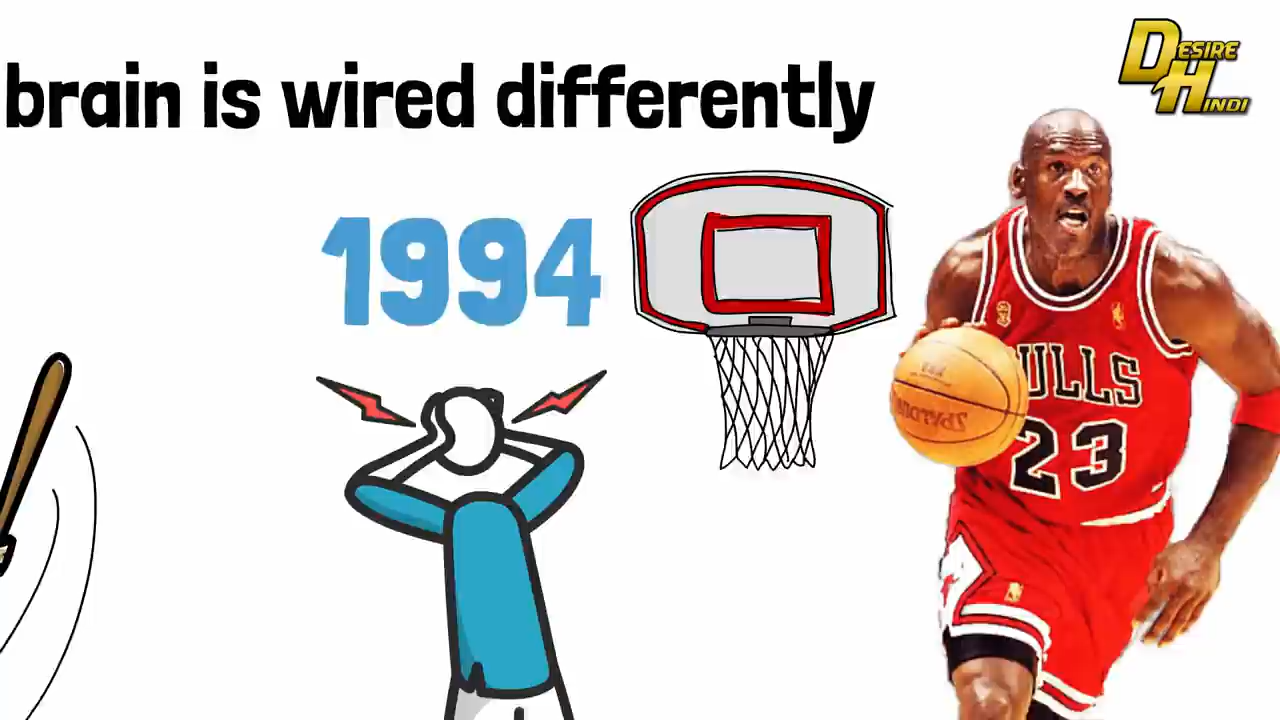 brain is wired differently
DESIRE
HINDI
1994
ULLS
23
SPALDING